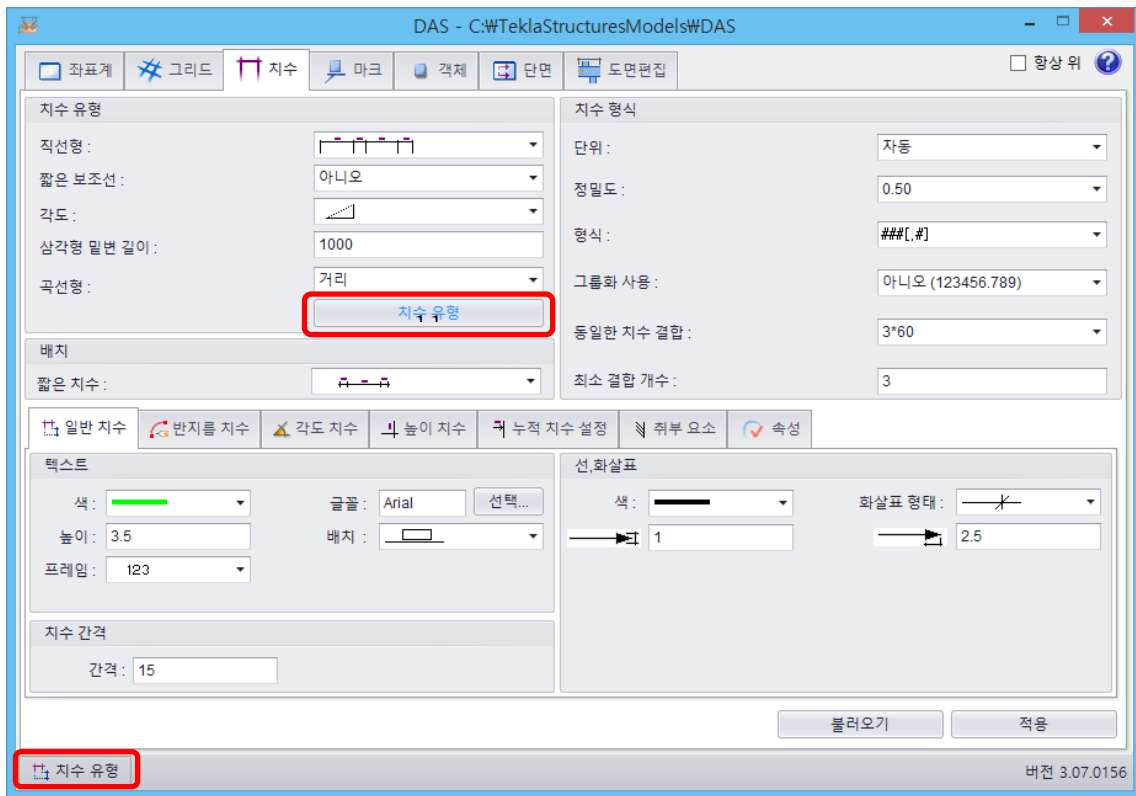 DAS - C:₩TeklaStructuresModels₩DAS
좌표계 그리드 치수 마크 객체 단면 도면편집 항상 위
치수 유형
직선형 :
짧은 보조선 : 아니오
각도 :
삼각형 밑변 길이 : 1000
곡선형 : 거리
치수 유형
배치
짧은 치수 :
치수 형식
단위 : 자동
정밀도 : 0.50
형식 : ###[.#]
그룹화 사용 : 아니오 (123456.789)
동일한 치수 결합 : 3*60
최소 결합 개수 : 3
일반 치수 반지름 치수 각도 치수 높이 치수 누적 치수 설정 취부 요소 속성
텍스트
색 : 글꼴 : Arial 선택...
높이 : 3.5 배치 :
프레임 : 123
치수 간격
간격 : 15
선,화살표
색 : 화살표 형태 :
1 2.5
불러오기 적용
치수 유형 버전 3.07.0156